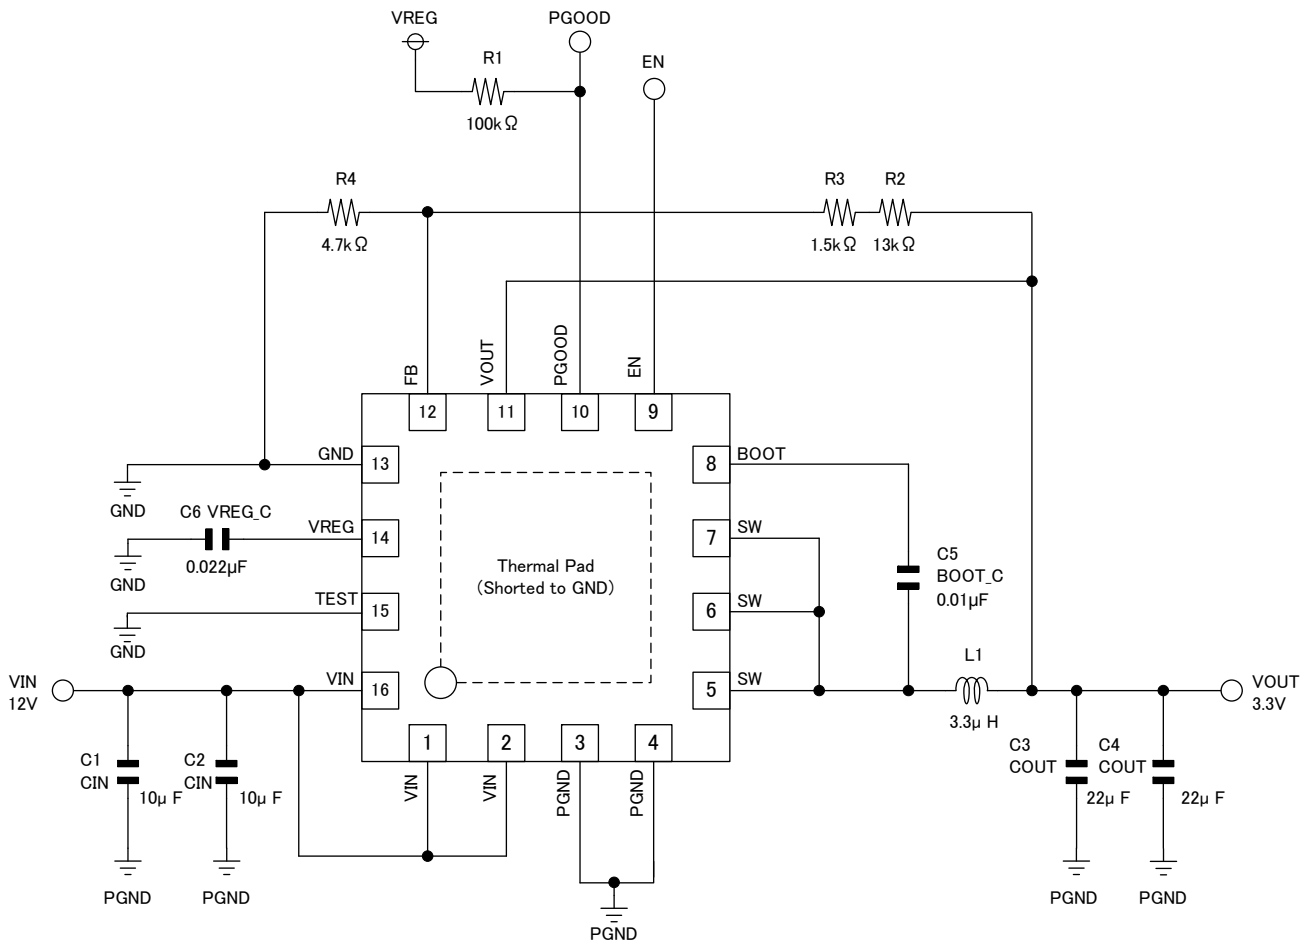 VREG
PGOOD
R1
EN
100kΩ
R4
R3
R2
4.7kΩ
1.5kΩ
13kΩ
FB
VOUT
PGOOD
EN
12
11
10
9
GND
13
8
BOOT
GND
C6 VREG_C
VREG
14
7
SW
0.022μF
GND
Thermal Pad
(Shorted to GND)
C5
BOOT_C
0.01μF
TEST
15
6
SW
GND
L1
VIN
12V
VIN
16
5
SW
3.3μ H
VOUT
3.3V
1
2
3
4
C1
CIN
10μ F
C2
CIN
10μ F
VIN
VIN
PGND
PGND
C3
COUT
22μ F
C4
COUT
22μ F
PGND
PGND
PGND
PGND
PGND